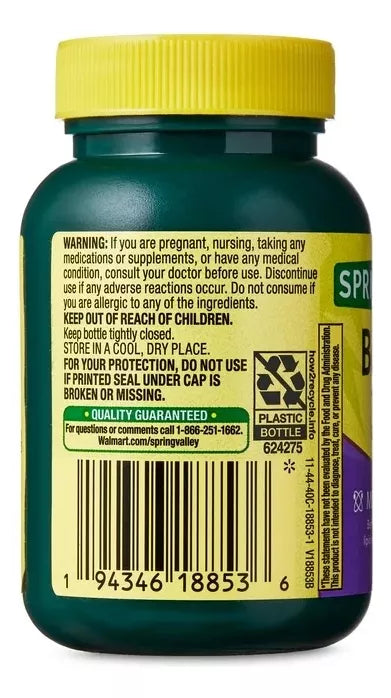 WARNING: If you are pregnant, nursing, taking any
medications or supplements, or have any medical
condition, consult your doctor before use. Discontinue
use if any adverse reactions occur. Do not consume if
you are allergic to any of the ingredients.
KEEP OUT OF REACH OF CHILDREN.
Keep bottle tightly closed.
STORE IN A COOL, DRY PLACE.
FOR YOUR PROTECTION, DO NOT USE
IF PRINTED SEAL UNDER CAP IS
BROKEN OR MISSING.
• QUALITY GUARANTEED •
For questions or comments call 1-866-251-1662.
Walmart.com/springvalley
PLASTIC
BOTTLE
624275
how2recycle.info
11-44-40C-18853-1 V18853B
*
1 94346 18853 6
*These statements have not been evaluated by the Food and Drug Administration.
This product is not intended to diagnose, treat, cure, or prevent any disease.
SPRI
B